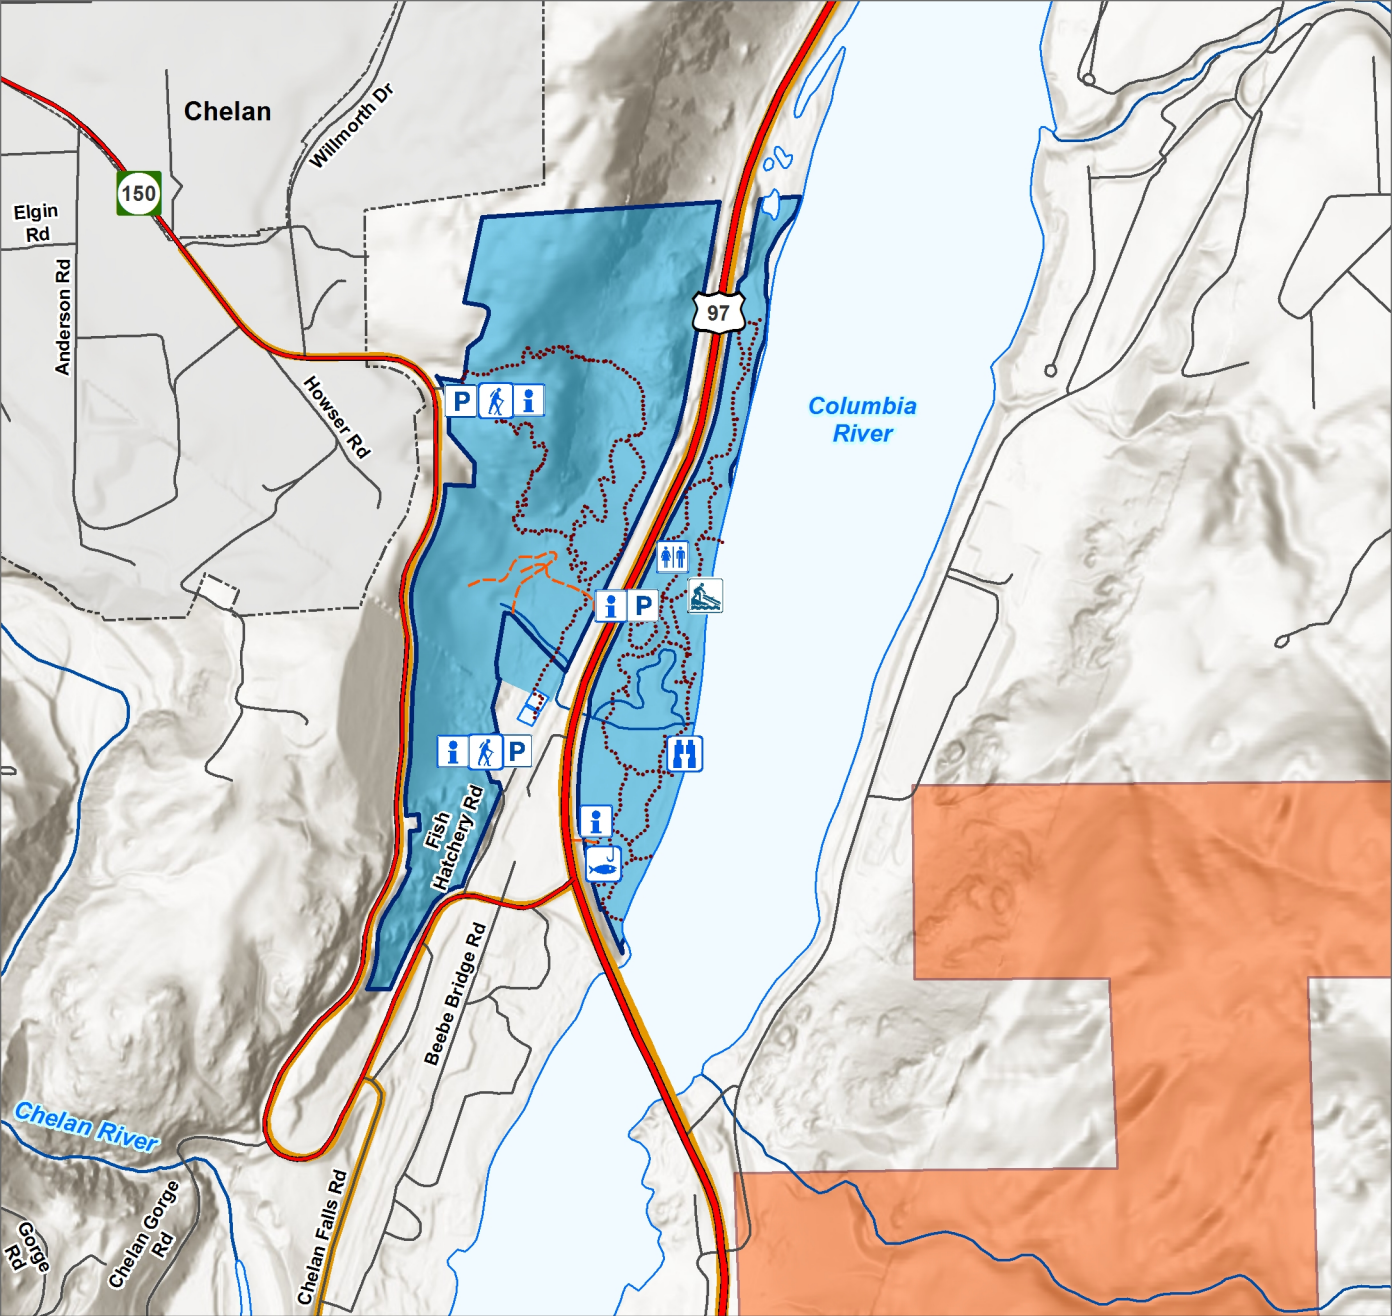 Chelan
Willmorth Dr
150
Elgin
Rd
Anderson Rd
97
Howser Rd
P
i
Columbia
River
i
P
i
P
i
Fish
Hatchery Rd
Beebe Bridge Rd
Chelan River
Chelan Gorge
Rd
Gorge
Rd
Chelan Falls Rd